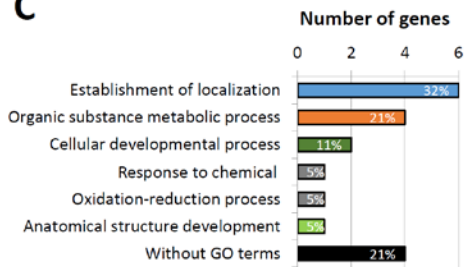 C
Number of genes
0 2 4 6
Establishment of localization 32%
Organic substance metabolic process 21%
Cellular developmental process 11%
Response to chemical 5%
Oxidation-reduction process 5%
Anatomical structure development 5%
Without GO terms 21%